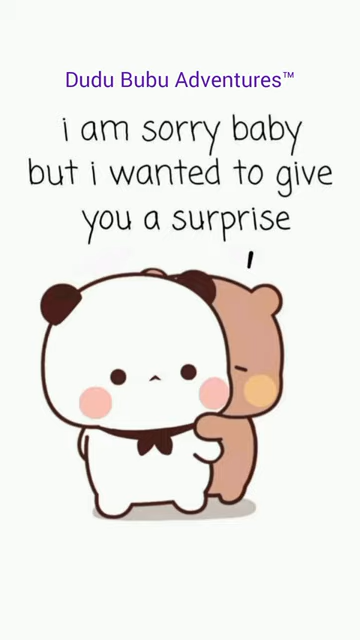 Dudu Bubu Adventures™
i am sorry baby
but i wanted to give
you a surprise